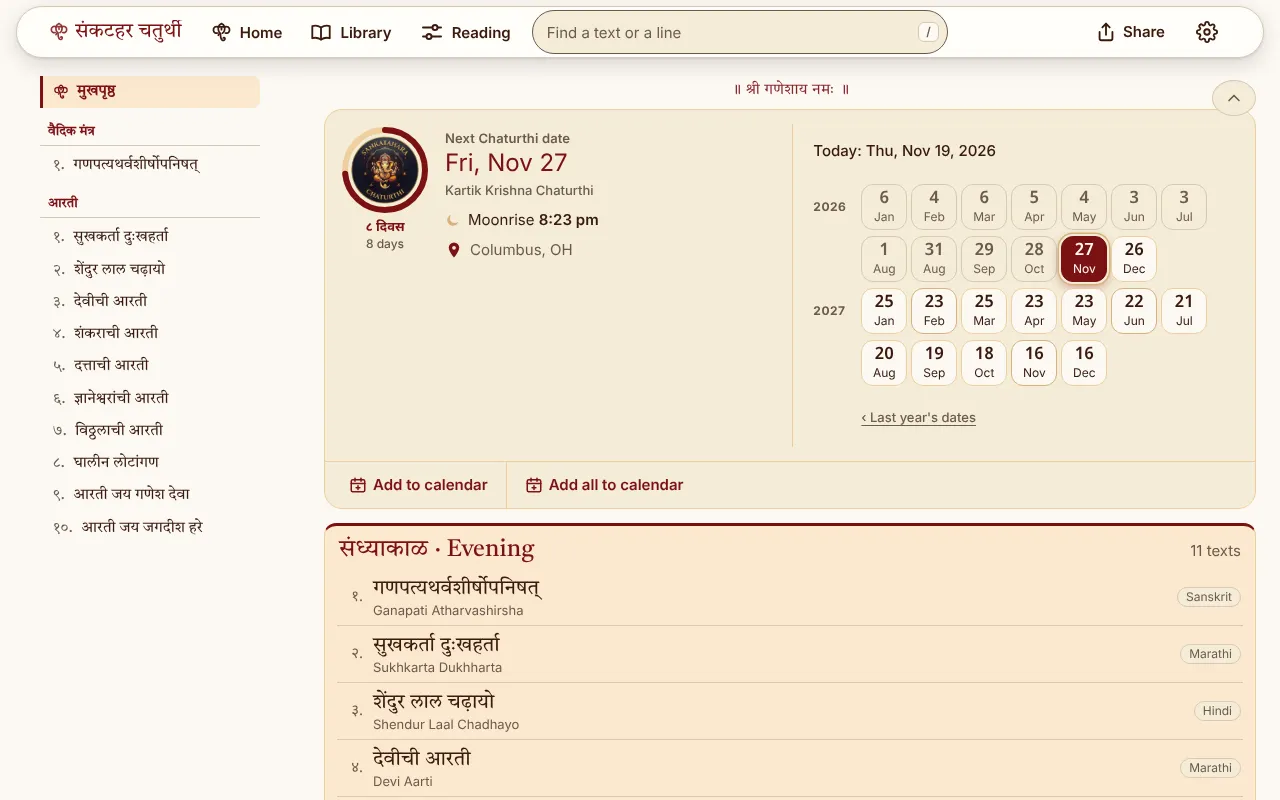 संकटहर चतुर्थी
Home
Library
Reading
Find a text or a line
/
Share
मुखपृष्ठ
वैदिक मंत्र
१. गणपत्यथर्वशीर्षोपनिषत्
आरती
१. सुखकर्ता दुःखहर्ता
२. शेंदुर लाल चढ़ायो
३. देवीची आरती
४. शंकराची आरती
५. दत्ताची आरती
६. ज्ञानेश्वरांची आरती
७. विठ्ठलाची आरती
८. घालीन लोटांगण
९. आरती जय गणेश देवा
१०. आरती जय जगदीश हरे
॥ श्री गणेशाय नमः ॥
SANKATAHARA
CHATURTHI
८ दिवस
8 days
Next Chaturthi date
Fri, Nov 27
Kartik Krishna Chaturthi
Moonrise 8:23 pm
Columbus, OH
Today: Thu, Nov 19, 2026
2026
6 Jan
4 Feb
6 Mar
5 Apr
4 May
3 Jun
3 Jul
1 Aug
31 Aug
29 Sep
28 Oct
27 Nov
26 Dec
2027
25 Jan
23 Feb
25 Mar
23 Apr
23 May
22 Jun
21 Jul
20 Aug
19 Sep
18 Oct
16 Nov
16 Dec
‹ Last year's dates
Add to calendar
Add all to calendar
संध्याकाळ · Evening
11 texts
१. गणपत्यथर्वशीर्षोपनिषत्
Ganapati Atharvashirsha
Sanskrit
२. सुखकर्ता दुःखहर्ता
Sukhkarta Dukhharta
Marathi
३. शेंदुर लाल चढ़ायो
Shendur Laal Chadhayo
Hindi
४. देवीची आरती
Devi Aarti
Marathi